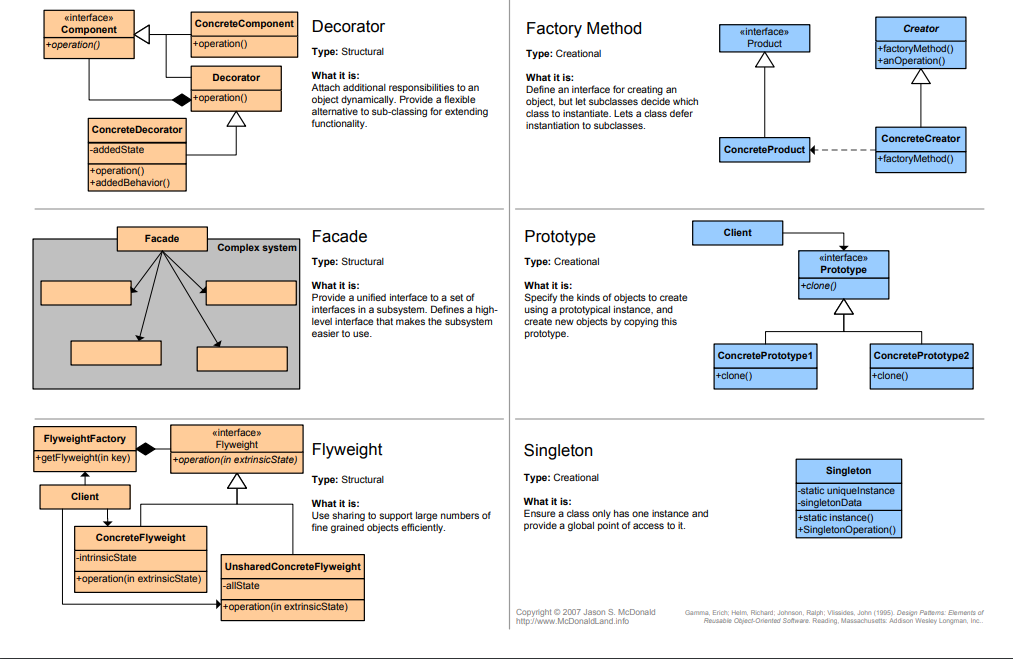 «interface»
Component
+operation()
ConcreteComponent
+operation()
Decorator
+operation()
ConcreteDecorator
-addedState
+operation()
+addedBehavior()
Decorator
Type: Structural
What it is:
Attach additional responsibilities to an
object dynamically. Provide a flexible
alternative to sub-classing for extending
functionality.
Facade
Complex system
Facade
Type: Structural
What it is:
Provide a unified interface to a set of
interfaces in a subsystem. Defines a high-
level interface that makes the subsystem
easier to use.
FlyweightFactory
+getFlyweight(in key)
«interface»
Flyweight
+operation(in extrinsicState)
Client
ConcreteFlyweight
-intrinsicState
+operation(in extrinsicState)
UnsharedConcreteFlyweight
-allState
+operation(in extrinsicState)
Flyweight
Type: Structural
What it is:
Use sharing to support large numbers of
fine grained objects efficiently.
Factory Method
Type: Creational
What it is:
Define an interface for creating an
object, but let subclasses decide which
class to instantiate. Lets a class defer
instantiation to subclasses.
«interface»
Product
Creator
+factoryMethod()
+anOperation()
ConcreteProduct
ConcreteCreator
+factoryMethod()
Prototype
Type: Creational
What it is:
Specify the kinds of objects to create
using a prototypical instance, and
create new objects by copying this
prototype.
Client
«interface»
Prototype
+clone()
ConcretePrototype1
+clone()
ConcretePrototype2
+clone()
Singleton
Type: Creational
What it is:
Ensure a class only has one instance and
provide a global point of access to it.
Singleton
-static uniqueInstance
-singletonData
+static instance()
+SingletonOperation()
Copyright © 2007 Jason S. McDonald
http://www.McDonaldLand.info
Gamma, Erich; Helm, Richard; Johnson, Ralph; Vlissides, John (1995). Design Patterns: Elements of
Reusable Object-Oriented Software. Reading, Massachusetts: Addison Wesley Longman, Inc..